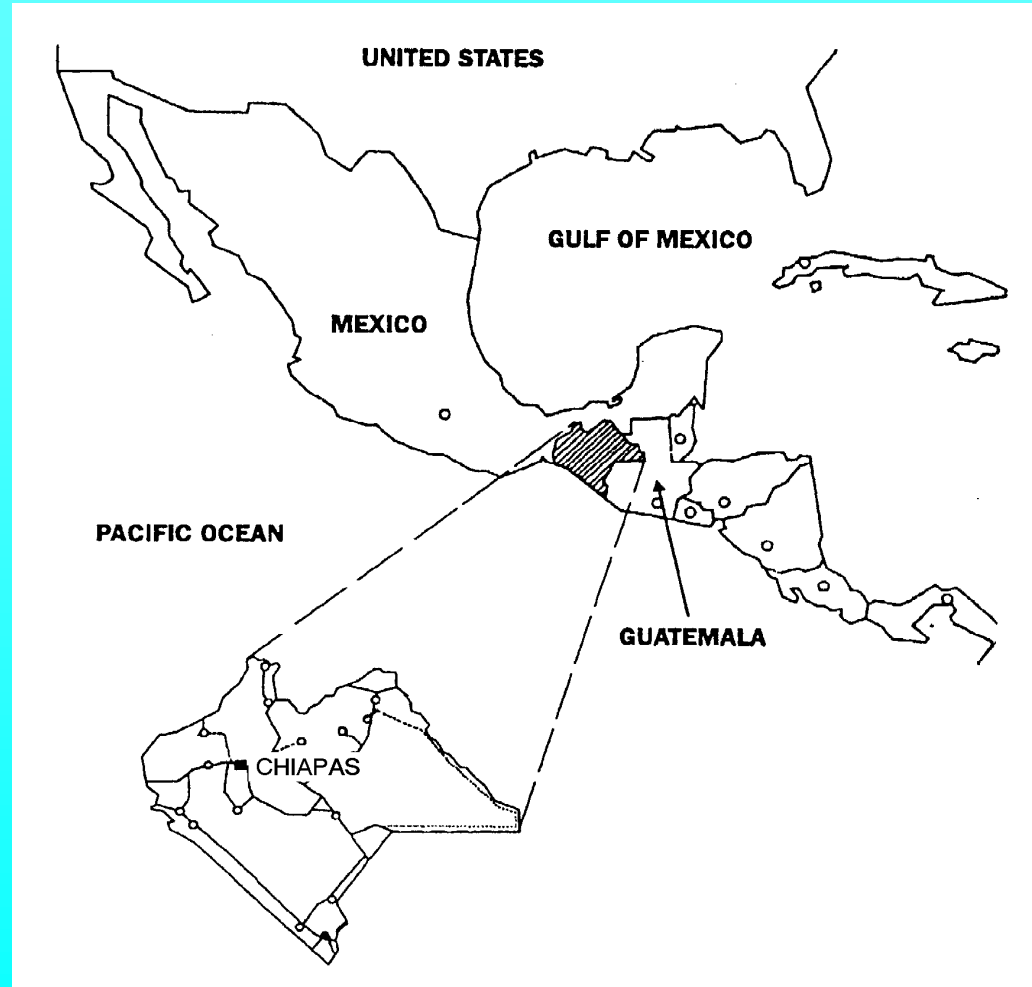 UNITED STATES
GULF OF MEXICO
MEXICO
PACIFIC OCEAN
GUATEMALA
CHIAPAS